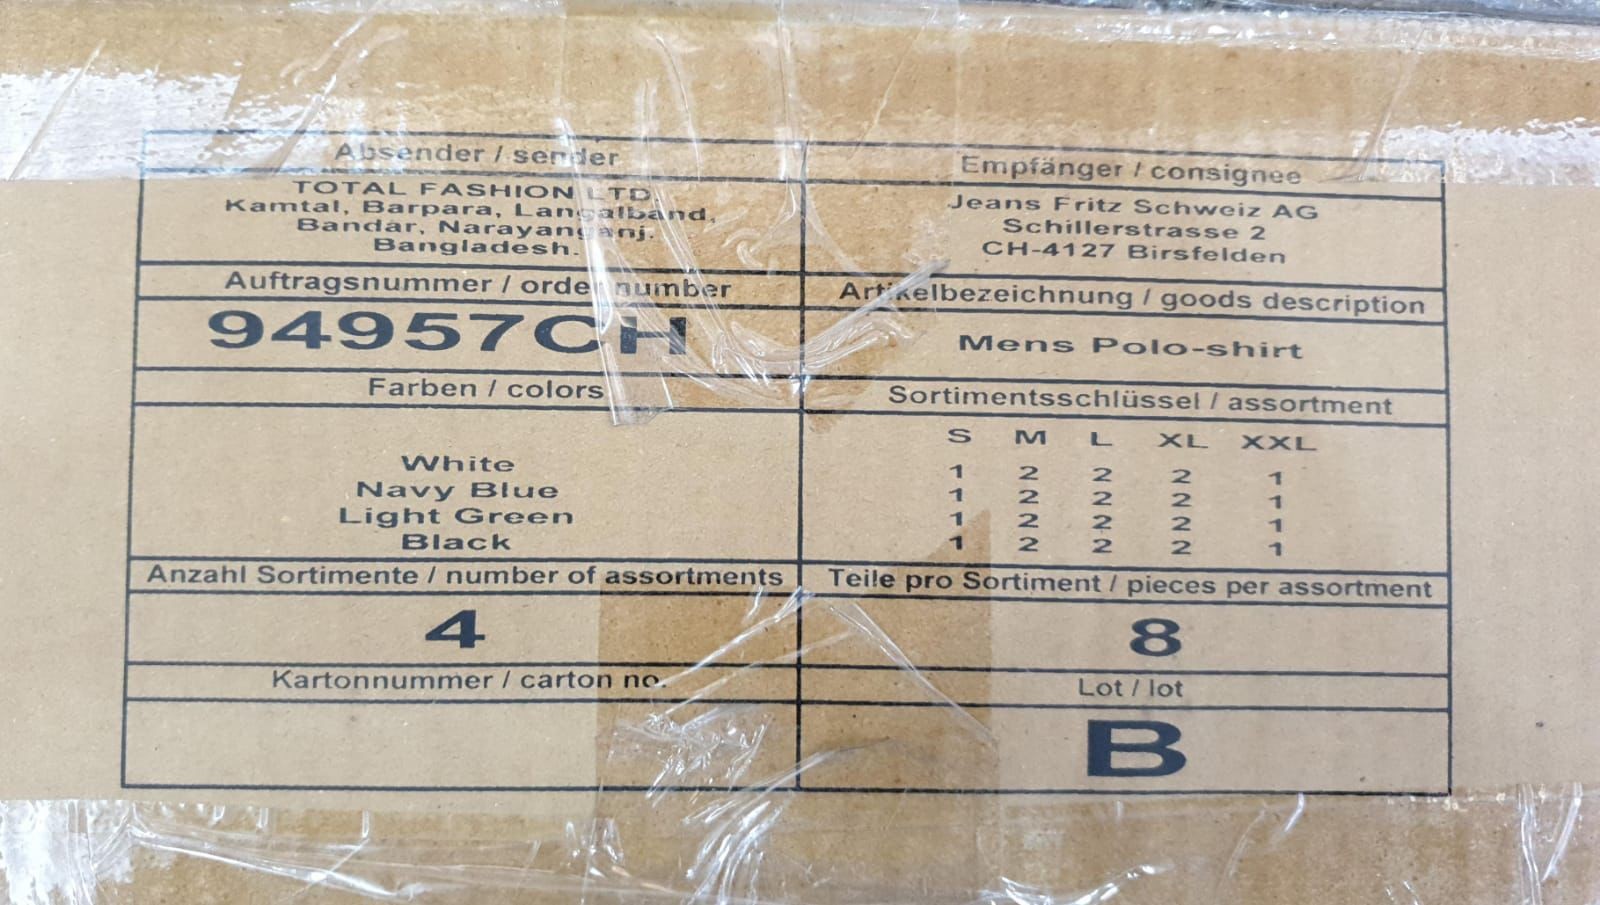 Absender / sender
TOTAL FASHION LTD.
Kamtal, Barpara, Langalband,
Bandar, Narayanganj.
Bangladesh.
Empfänger / consignee
Jeans Fritz Schweiz AG
Schillerstrasse 2
CH-4127 Birsfelden
Auftragsnummer / order number
94957CH
Artikelbezeichnung / goods description
Mens Polo-shirt
Farben / colors
White
Navy Blue
Light Green
Black
Sortimentsschlüssel / assortment
S M L XL XXL
1 2 2 2 1
1 2 2 2 1
1 2 2 2 1
1 2 2 2 1
Anzahl Sortimente / number of assortments
4
Teile pro Sortiment / pieces per assortment
8
Kartonnummer / carton no.
Lot / lot
B